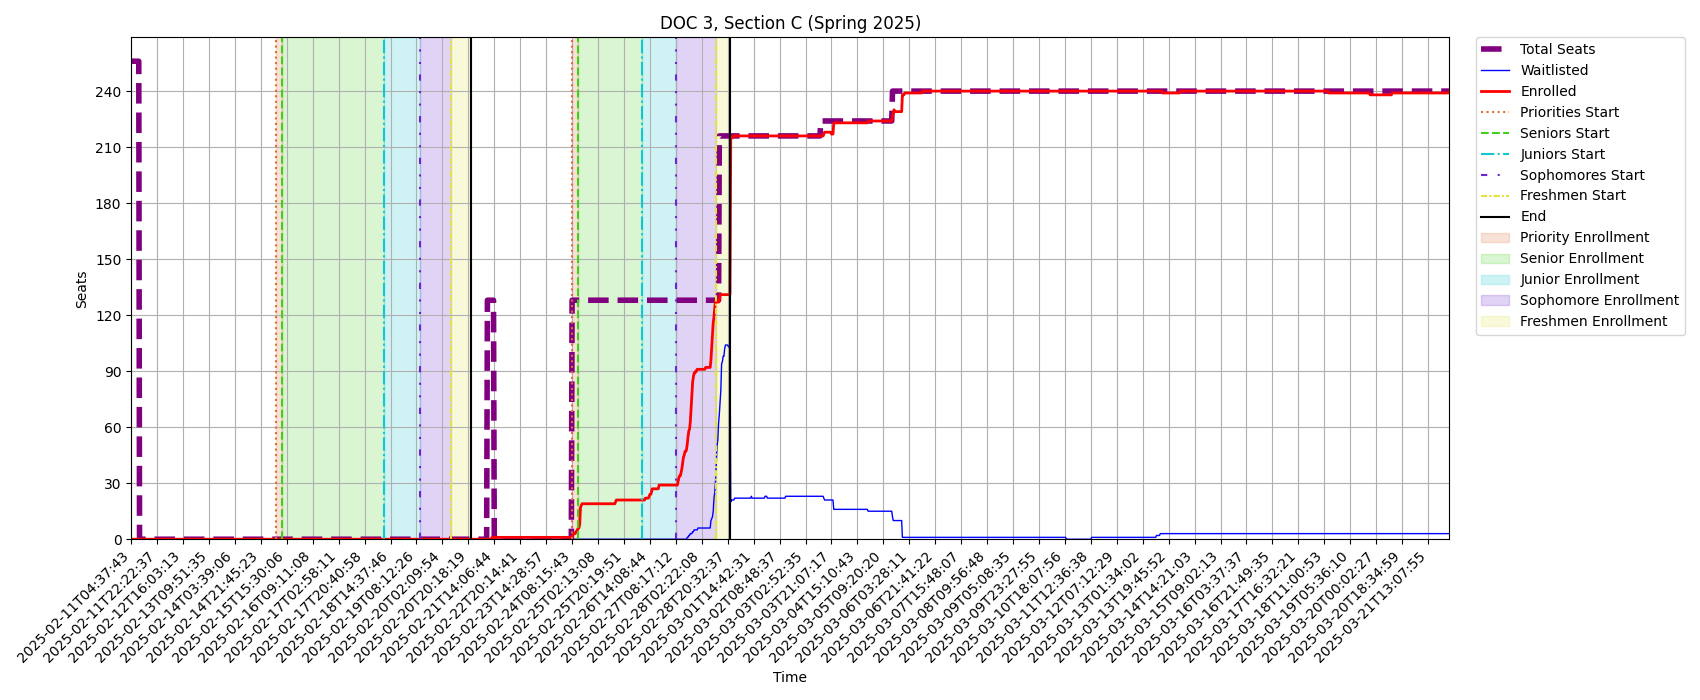 DOC 3, Section C (Spring 2025)
Seats
240
210
180
150
120
90
60
30
0
2025-02-11T04:37:43
2025-02-11T22:22:37
2025-02-12T16:03:13
2025-02-13T09:51:35
2025-02-14T03:39:06
2025-02-14T21:45:23
2025-02-15T15:30:06
2025-02-16T09:11:08
2025-02-17T02:58:11
2025-02-17T20:40:58
2025-02-18T14:37:46
2025-02-19T08:12:26
2025-02-20T02:09:54
2025-02-20T20:18:19
2025-02-21T14:06:44
2025-02-22T20:14:41
2025-02-23T14:28:57
2025-02-24T08:15:43
2025-02-25T02:13:08
2025-02-25T20:19:51
2025-02-26T14:08:44
2025-02-27T08:17:12
2025-02-28T02:22:08
2025-02-28T20:32:37
2025-03-01T14:42:31
2025-03-02T08:48:37
2025-03-03T02:52:35
2025-03-03T21:07:17
2025-03-04T15:10:43
2025-03-05T09:20:20
2025-03-06T03:28:11
2025-03-06T21:41:22
2025-03-07T15:48:07
2025-03-08T09:56:48
2025-03-09T05:08:35
2025-03-09T23:27:55
2025-03-10T18:07:56
2025-03-11T12:36:38
2025-03-12T07:12:29
2025-03-13T01:34:02
2025-03-13T19:45:52
2025-03-14T14:21:03
2025-03-15T09:02:13
2025-03-16T03:37:37
2025-03-16T21:49:35
2025-03-17T16:32:21
2025-03-18T11:00:53
2025-03-19T05:36:10
2025-03-20T00:02:27
2025-03-20T18:34:59
2025-03-21T13:07:55
Time
Total Seats
Waitlisted
Enrolled
Priorities Start
Seniors Start
Juniors Start
Sophomores Start
Freshmen Start
End
Priority Enrollment
Senior Enrollment
Junior Enrollment
Sophomore Enrollment
Freshmen Enrollment